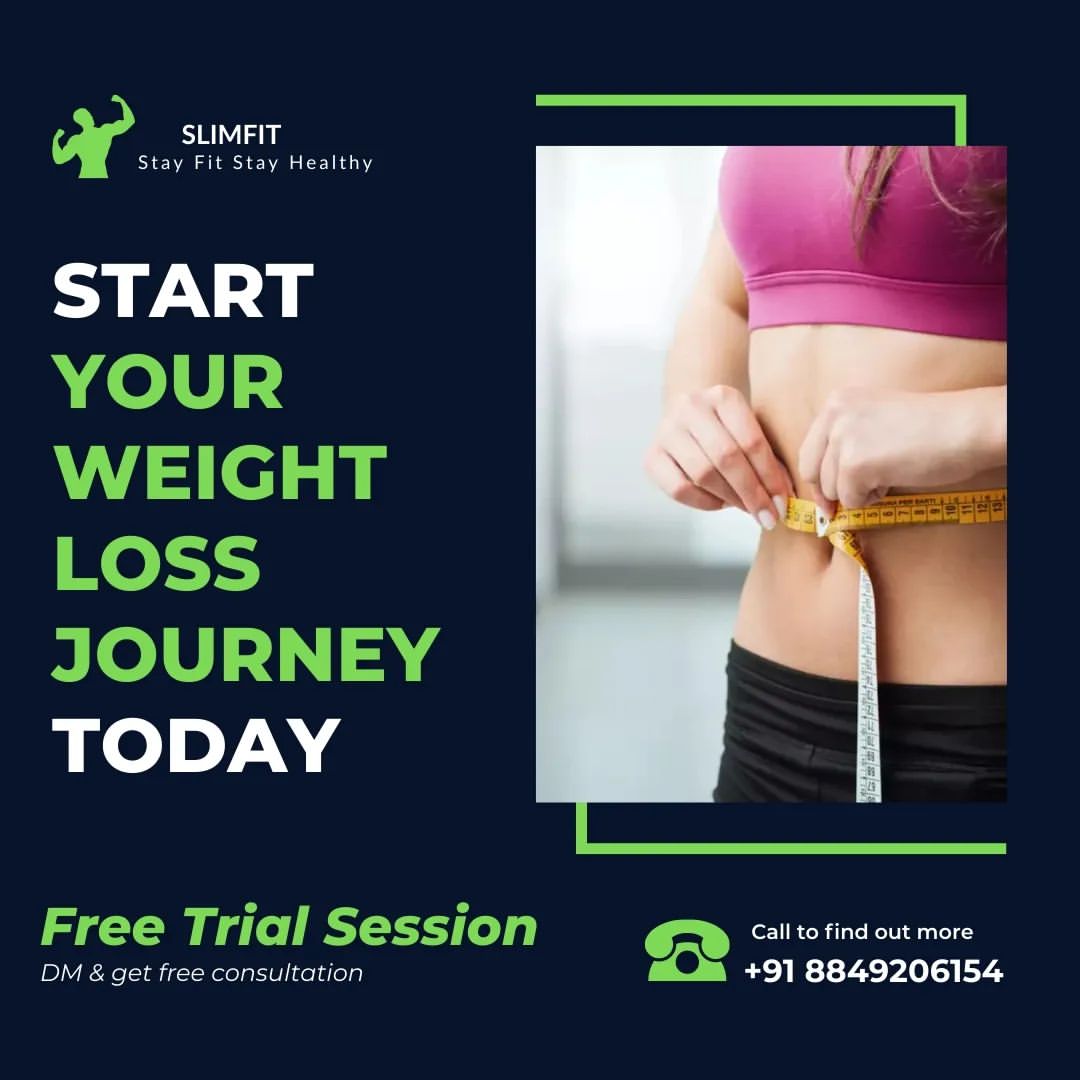 SLIMFIT
Stay Fit Stay Healthy
START
YOUR
WEIGHT
LOSS
JOURNEY
TODAY
Free Trial Session
DM & get free consultation
Call to find out more
+91 8849206154